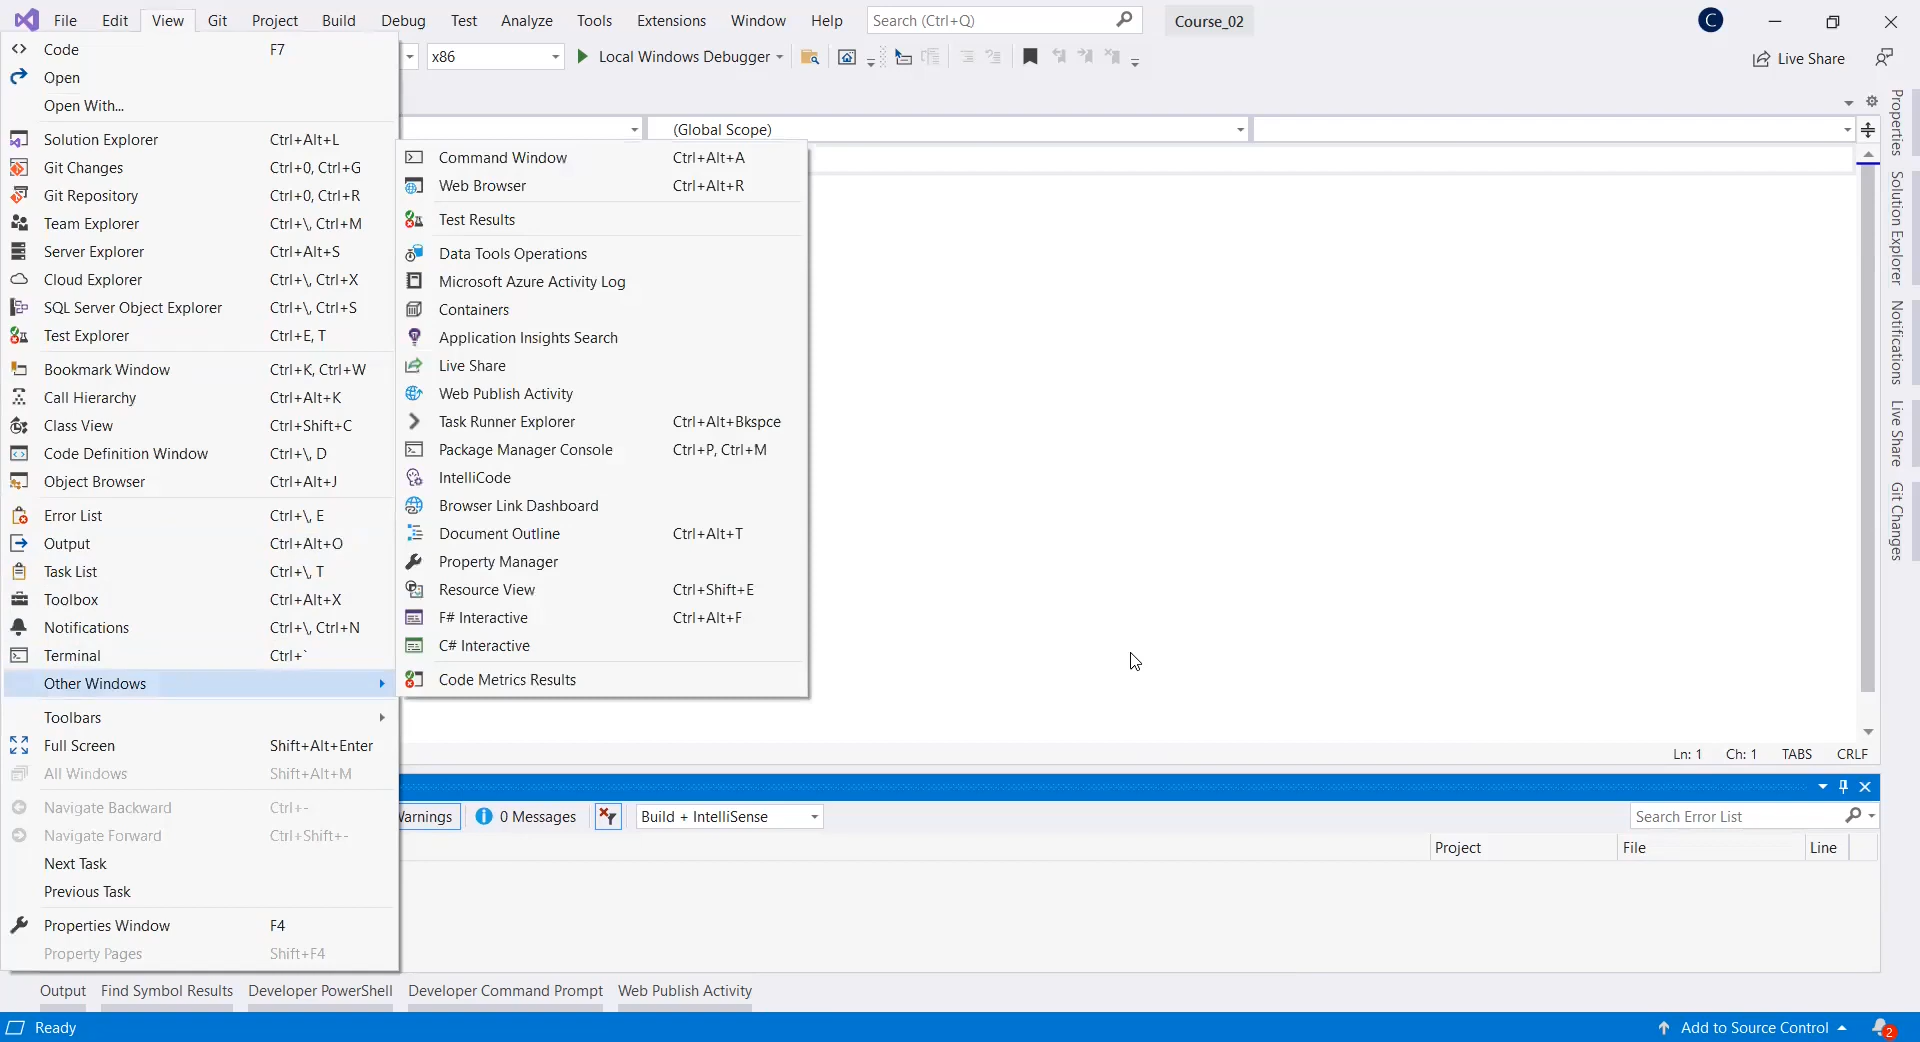 File Edit View Git Project Build Debug Test Analyze Tools Extensions Window Help Search (Ctrl+Q) Course_02 C
x86 Local Windows Debugger Live Share
(Global Scope)
Code F7
Open
Open With...
Solution Explorer Ctrl+Alt+L
Git Changes Ctrl+0, Ctrl+G
Git Repository Ctrl+0, Ctrl+R
Team Explorer Ctrl+\, Ctrl+M
Server Explorer Ctrl+Alt+S
Cloud Explorer Ctrl+\, Ctrl+X
SQL Server Object Explorer Ctrl+\, Ctrl+S
Test Explorer Ctrl+E, T
Bookmark Window Ctrl+K, Ctrl+W
Call Hierarchy Ctrl+Alt+K
Class View Ctrl+Shift+C
Code Definition Window Ctrl+\, D
Object Browser Ctrl+Alt+J
Error List Ctrl+\, E
Output Ctrl+Alt+O
Task List Ctrl+\, T
Toolbox Ctrl+Alt+X
Notifications Ctrl+\, Ctrl+N
Terminal Ctrl+`
Other Windows
Toolbars
Full Screen Shift+Alt+Enter
All Windows Shift+Alt+M
Navigate Backward Ctrl+-
Navigate Forward Ctrl+Shift+-
Next Task
Previous Task
Properties Window F4
Property Pages Shift+F4
Command Window Ctrl+Alt+A
Web Browser Ctrl+Alt+R
Test Results
Data Tools Operations
Microsoft Azure Activity Log
Containers
Application Insights Search
Live Share
Web Publish Activity
Task Runner Explorer Ctrl+Alt+Bkspce
Package Manager Console Ctrl+P, Ctrl+M
IntelliCode
Browser Link Dashboard
Document Outline Ctrl+Alt+T
Property Manager
Resource View Ctrl+Shift+E
F# Interactive Ctrl+Alt+F
C# Interactive
Code Metrics Results
Properties
Solution Explorer
Notifications
Live Share
Git Changes
Ln: 1 Ch: 1 TABS CRLF
0 Messages Build + IntelliSense Search Error List
Project File Line
Output Find Symbol Results Developer PowerShell Developer Command Prompt Web Publish Activity
Ready Add to Source Control 2